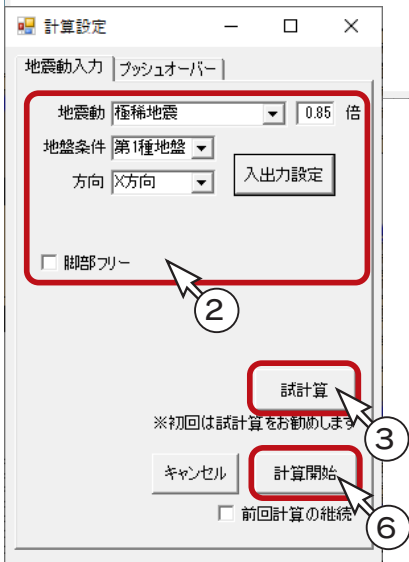 計算設定
地震動入力 プッシュオーバー
地震動 極稀地震 0.85 倍
地盤条件 第1種地盤
方向 X方向 入出力設定
脚部フリー
2
試計算
3
※初回は試計算をお勧めします
キャンセル 計算開始
6
前回計算の継続